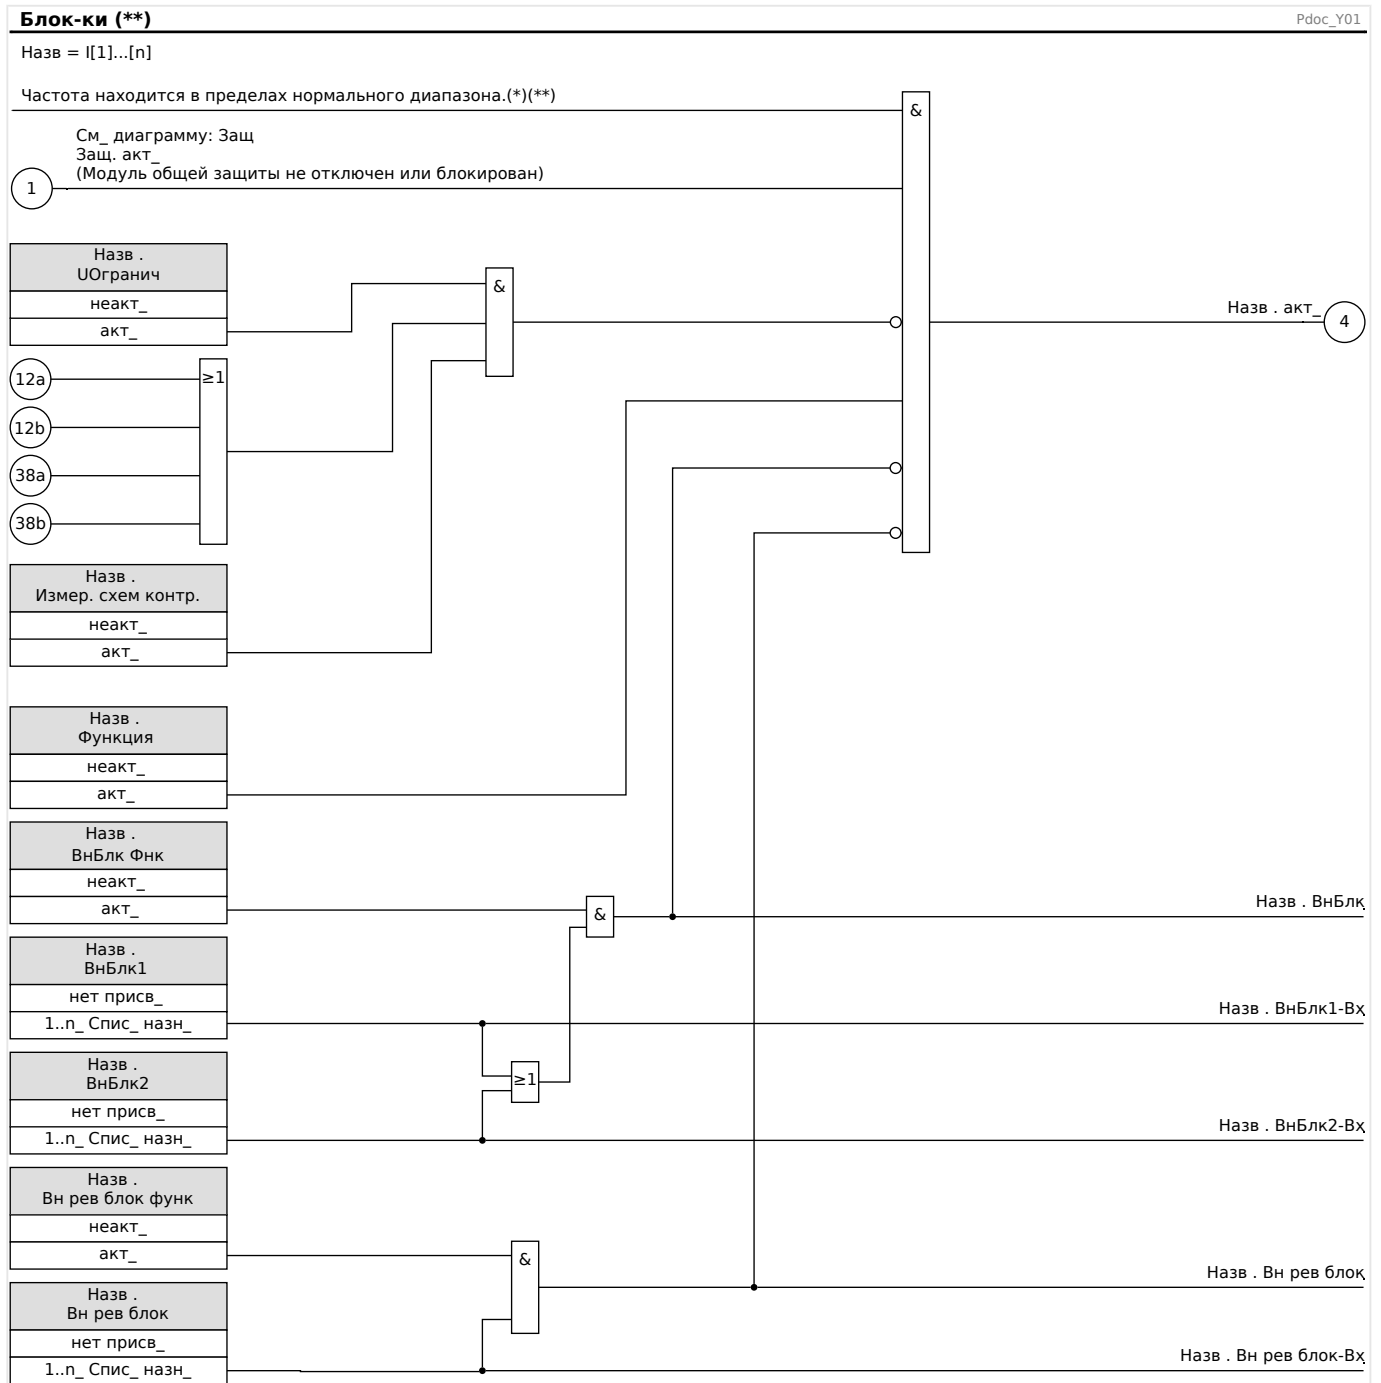 Блок-ки (**)
Pdoc_Y01
Назв = I[1]...[n]
Частота находится в пределах нормального диапазона.(*)(**)
&
См_ диаграмму: Защ
Защ. акт_
(Модуль общей защиты не отключен или блокирован)
1
Назв .
UОгранич
неакт_
акт_
&
Назв . акт_
4
12a
≥1
12b
38a
38b
Назв .
Измер. схем контр.
неакт_
акт_
Назв .
Функция
неакт_
акт_
Назв .
ВнБлк Фнк
неакт_
акт_
&
Назв . ВнБлк
Назв .
ВнБлк1
нет присв_
1..n_ Спис_ назн_
Назв . ВнБлк1-Вх
≥1
Назв .
ВнБлк2
нет присв_
1..n_ Спис_ назн_
Назв . ВнБлк2-Вх
Назв .
Вн рев блок функ
неакт_
акт_
&
Назв . Вн рев блок
Назв .
Вн рев блок
нет присв_
1..n_ Спис_ назн_
Назв . Вн рев блок-Вх